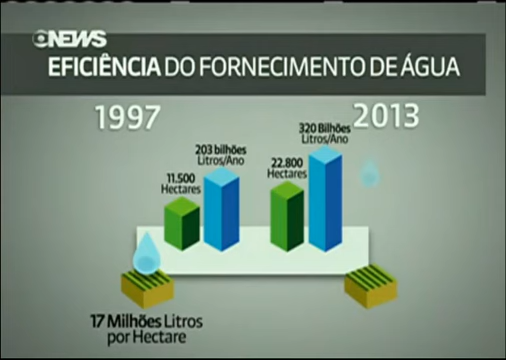 GNEWS
EFICIÊNCIA DO FORNECIMENTO DE ÁGUA
1997
2013
11.500
Hectares
203 bilhões
Litros/Ano
22.800
Hectares
320 Bilhões
Litros/Ano
17 Milhões Litros
por Hectare